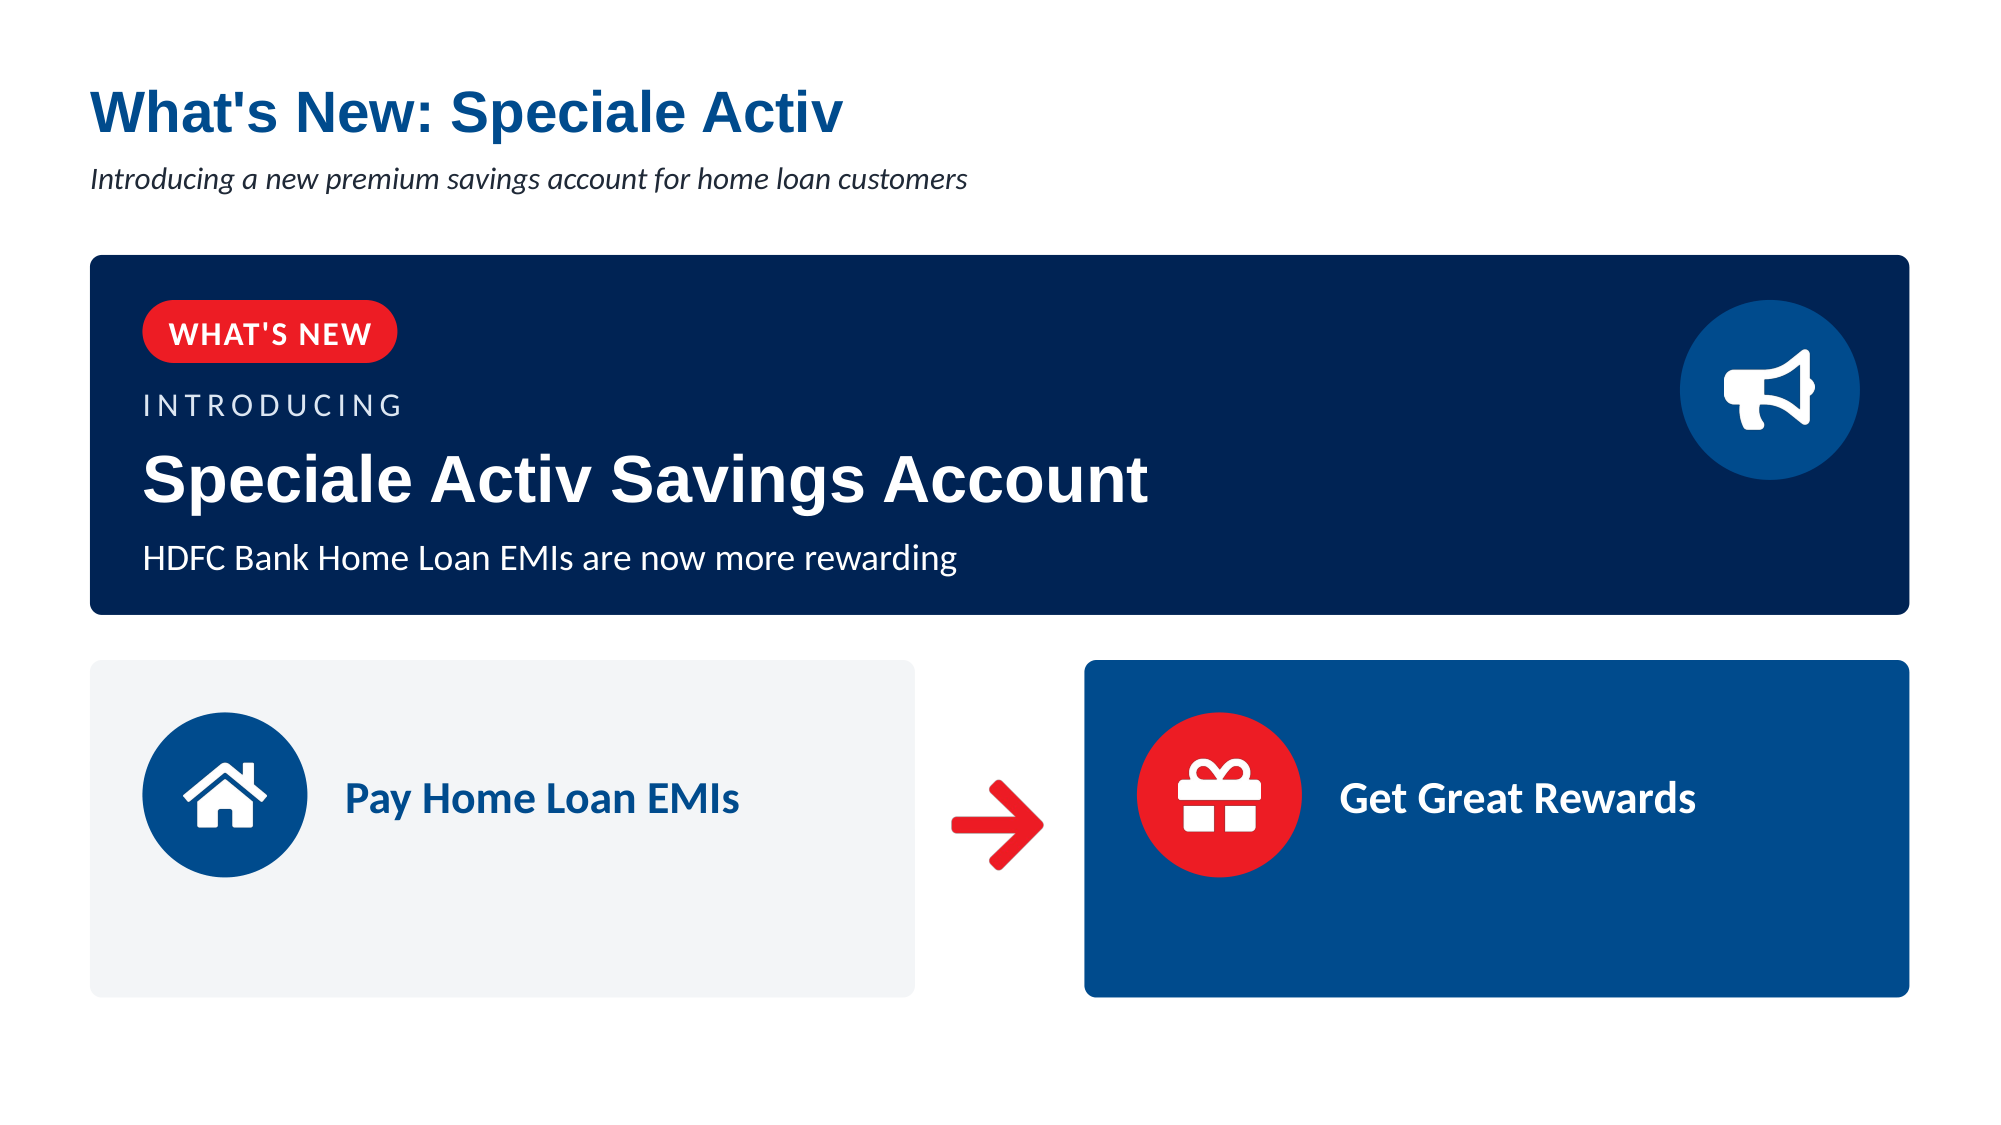 What's New: Speciale Activ
Introducing a new premium savings account for home loan customers
WHAT'S NEW
INTRODUCING
Speciale Activ Savings Account
HDFC Bank Home Loan EMIs are now more rewarding
Pay Home Loan EMIs
Get Great Rewards